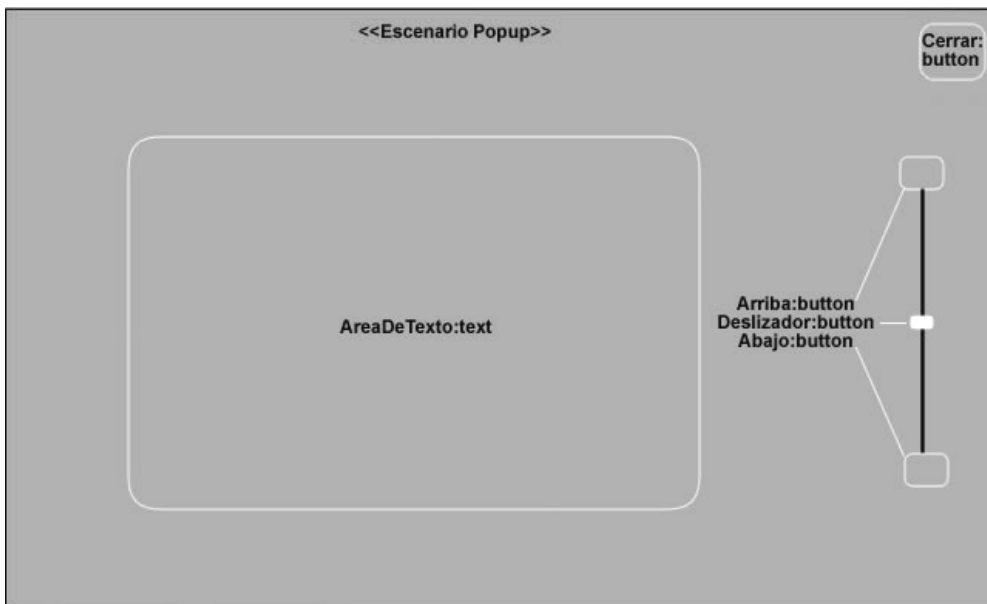 <<Escenario Popup>>
Cerrar:
button
AreaDeTexto:text
Arriba:button
Deslizador:button
Abajo:button